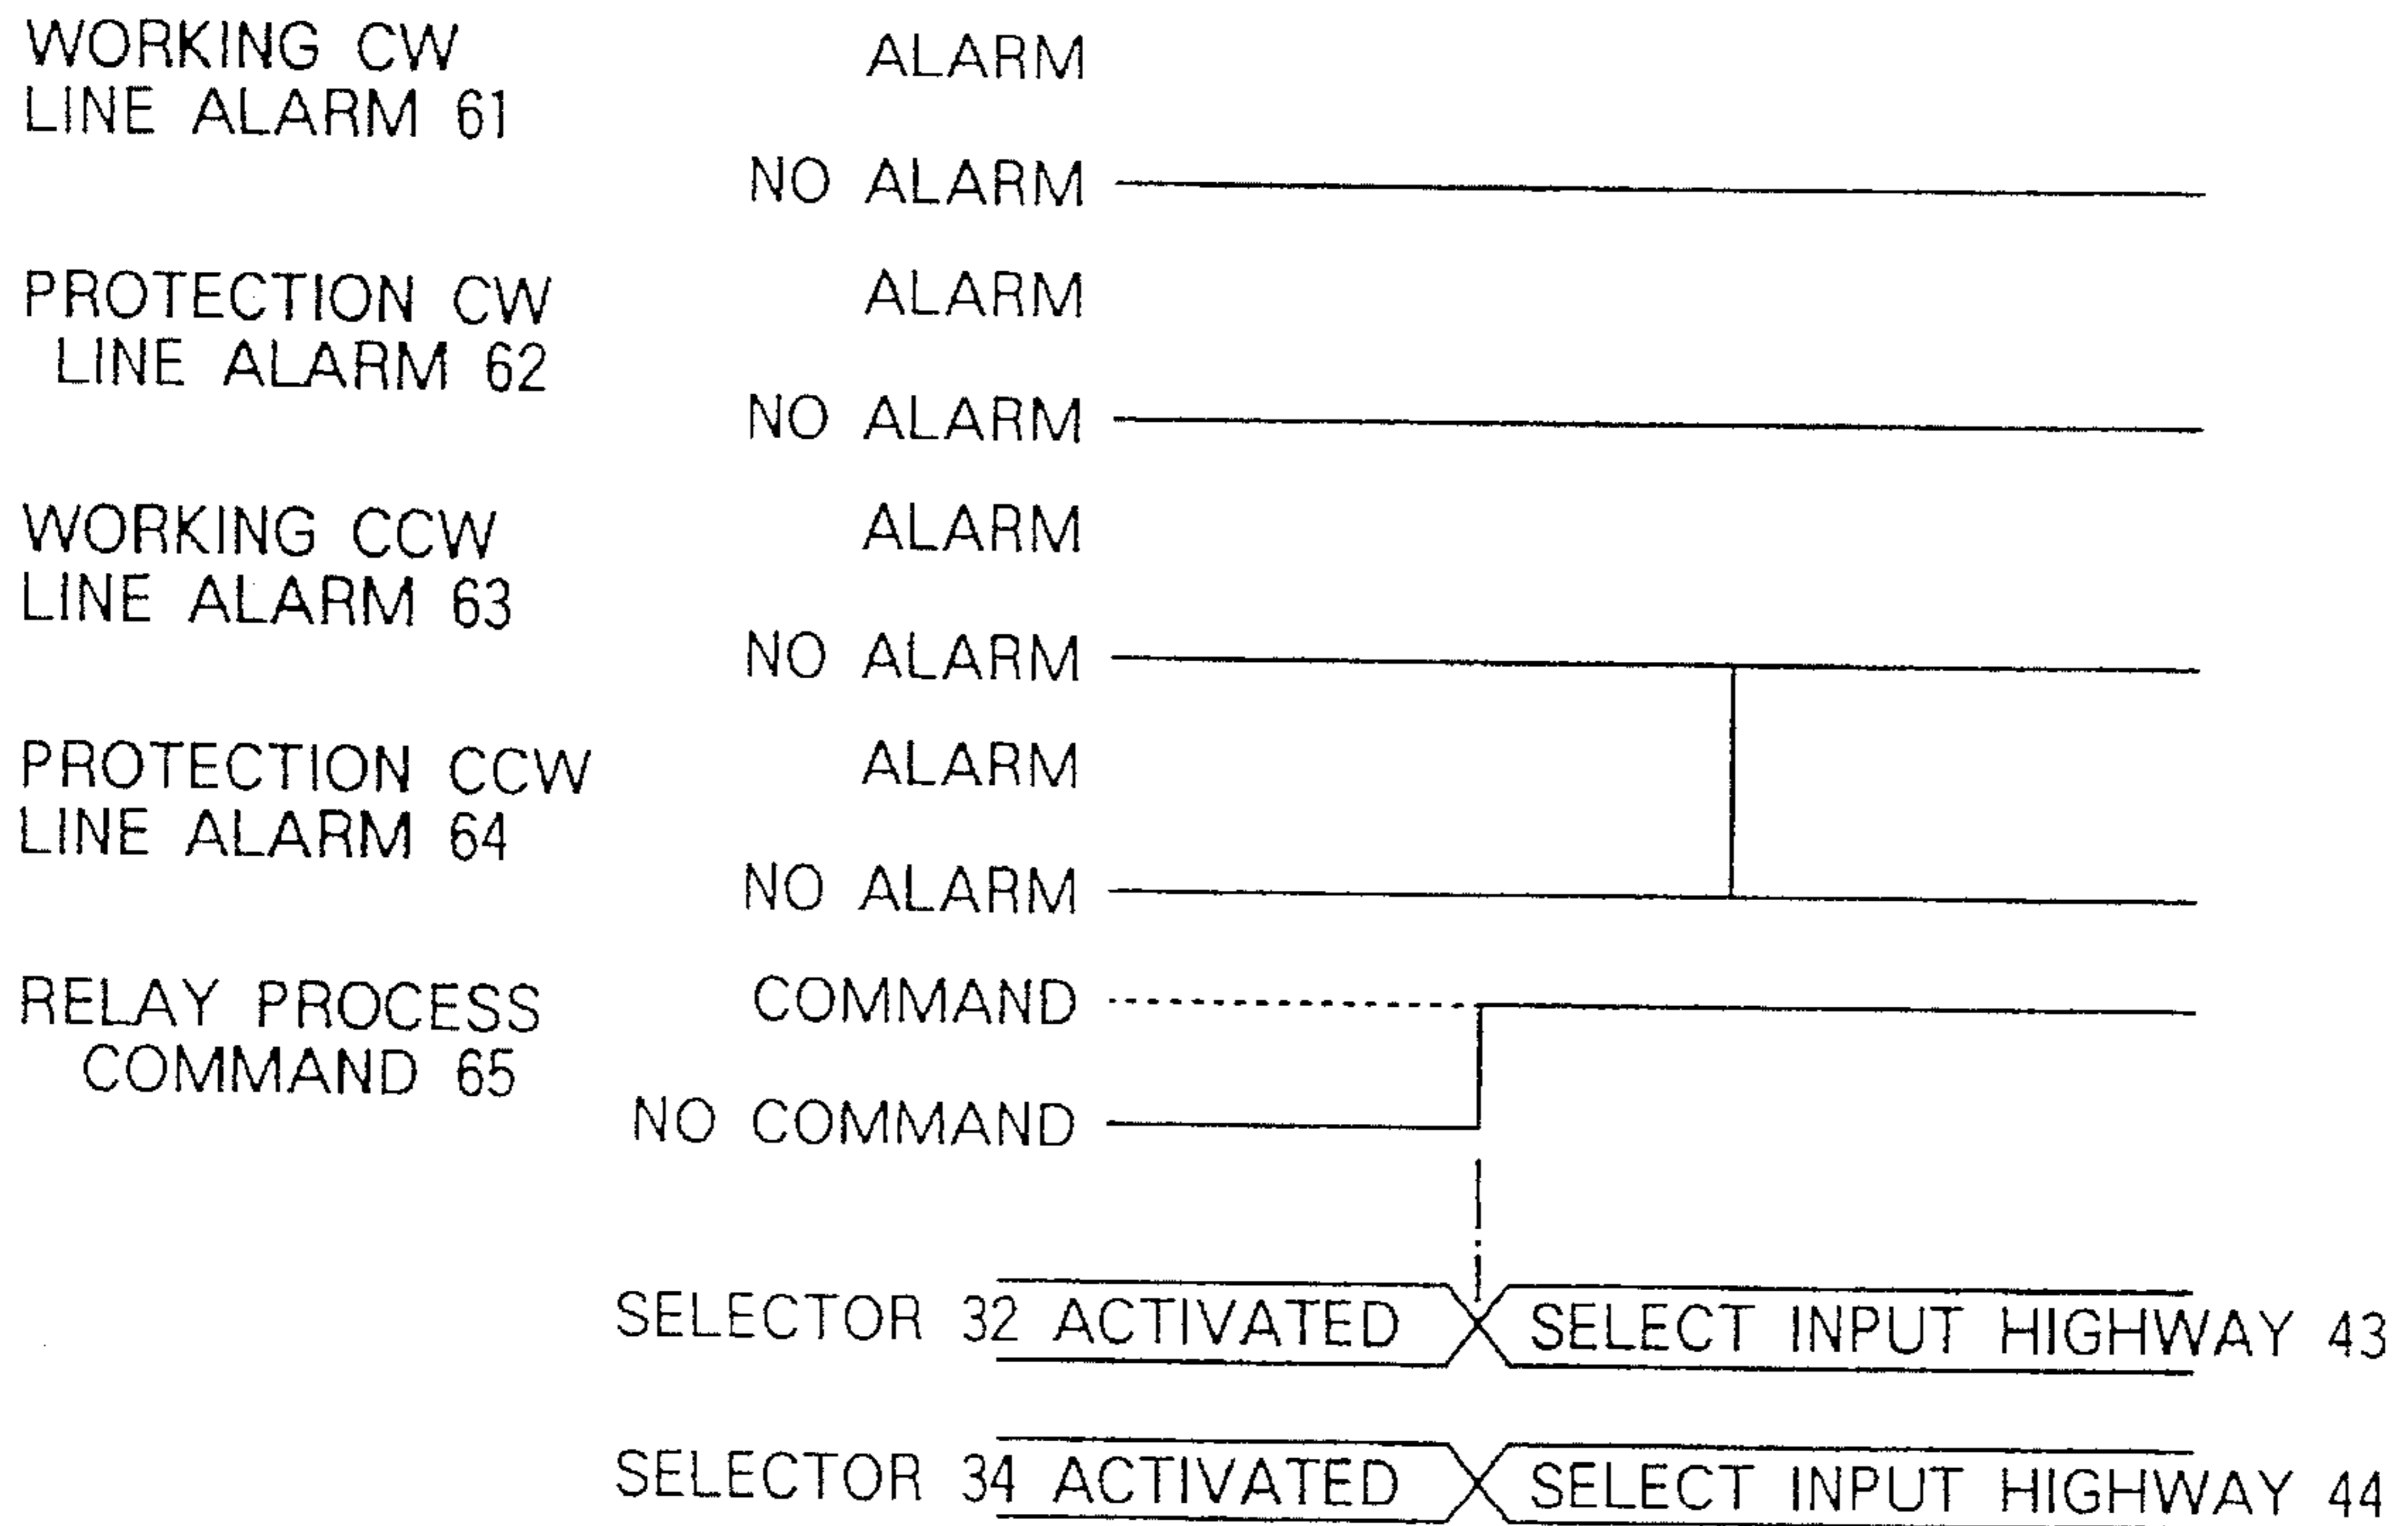 WORKING CW
LINE ALARM 61
ALARM
NO ALARM
PROTECTION CW
LINE ALARM 62
ALARM
NO ALARM
WORKING CCW
LINE ALARM 63
ALARM
NO ALARM
PROTECTION CCW
LINE ALARM 64
ALARM
NO ALARM
RELAY PROCESS
COMMAND 65
COMMAND
NO COMMAND
SELECTOR 32 ACTIVATED SELECT INPUT HIGHWAY 43
SELECTOR 34 ACTIVATED SELECT INPUT HIGHWAY 44